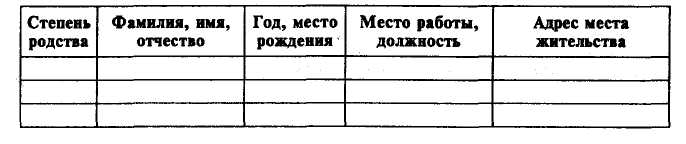 Степень родства
Фамилия, имя, отчество
Год, место рождения
Место работы, должность
Адрес места жительства